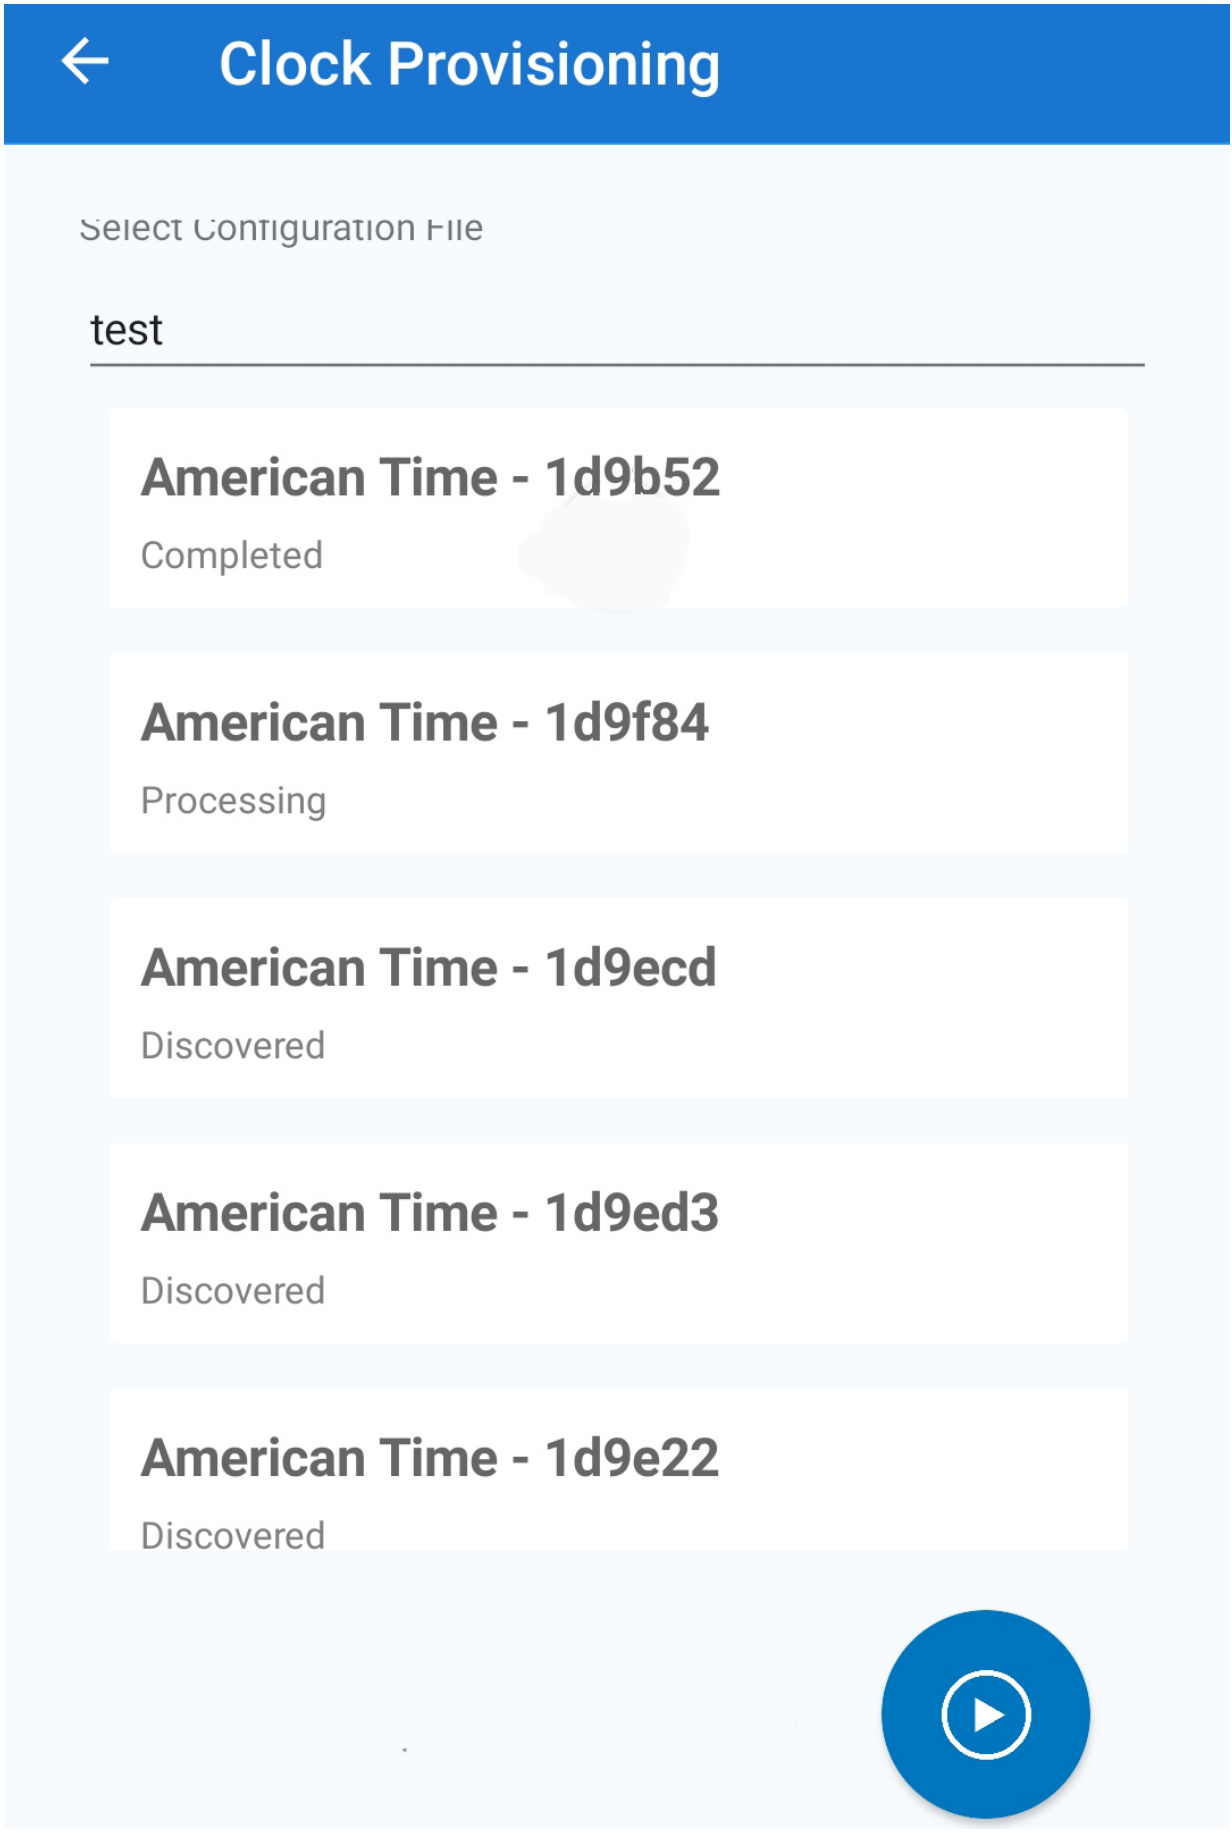 Clock Provisioning
Select Configuration File
test
American Time - 1d9b52
Completed
American Time - 1d9f84
Processing
American Time - 1d9ecd
Discovered
American Time - 1d9ed3
Discovered
American Time - 1d9e22
Discovered